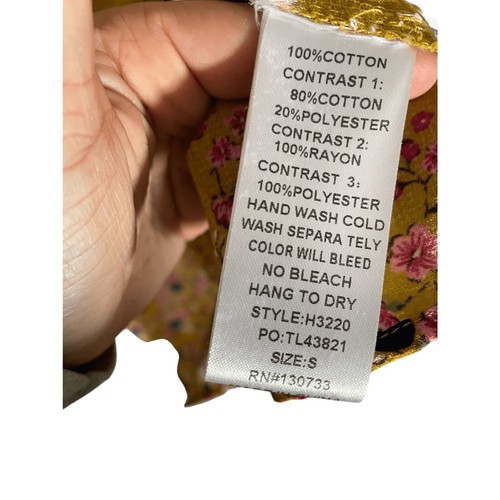 100%COTTON
CONTRAST 1:
80%COTTON
20%POLYESTER
CONTRAST 2:
100%RAYON
CONTRAST 3:
100%POLYESTER
HAND WASH COLD
WASH SEPARA TELY
COLOR WILL BLEED
NO BLEACH
HANG TO DRY
STYLE:H3220
PO:TL43821
SIZE:S
RN#130733